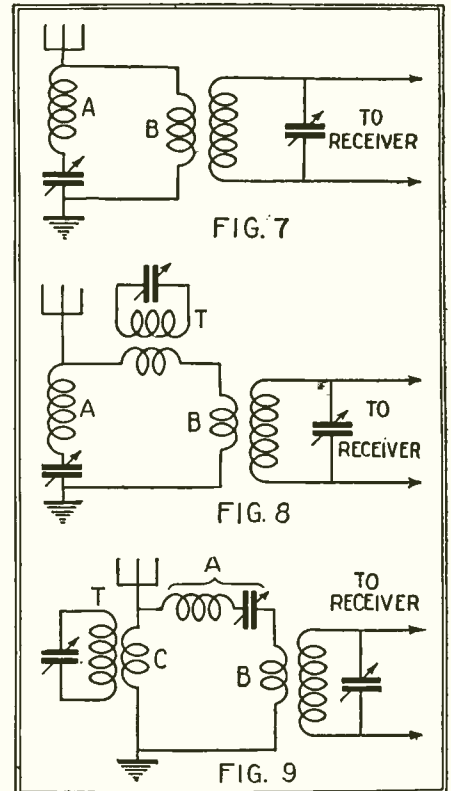 A
B
TO
RECEIVER
FIG. 7
T
A
B
TO
RECEIVER
FIG. 8
A
T
C
B
TO
RECEIVER
FIG. 9